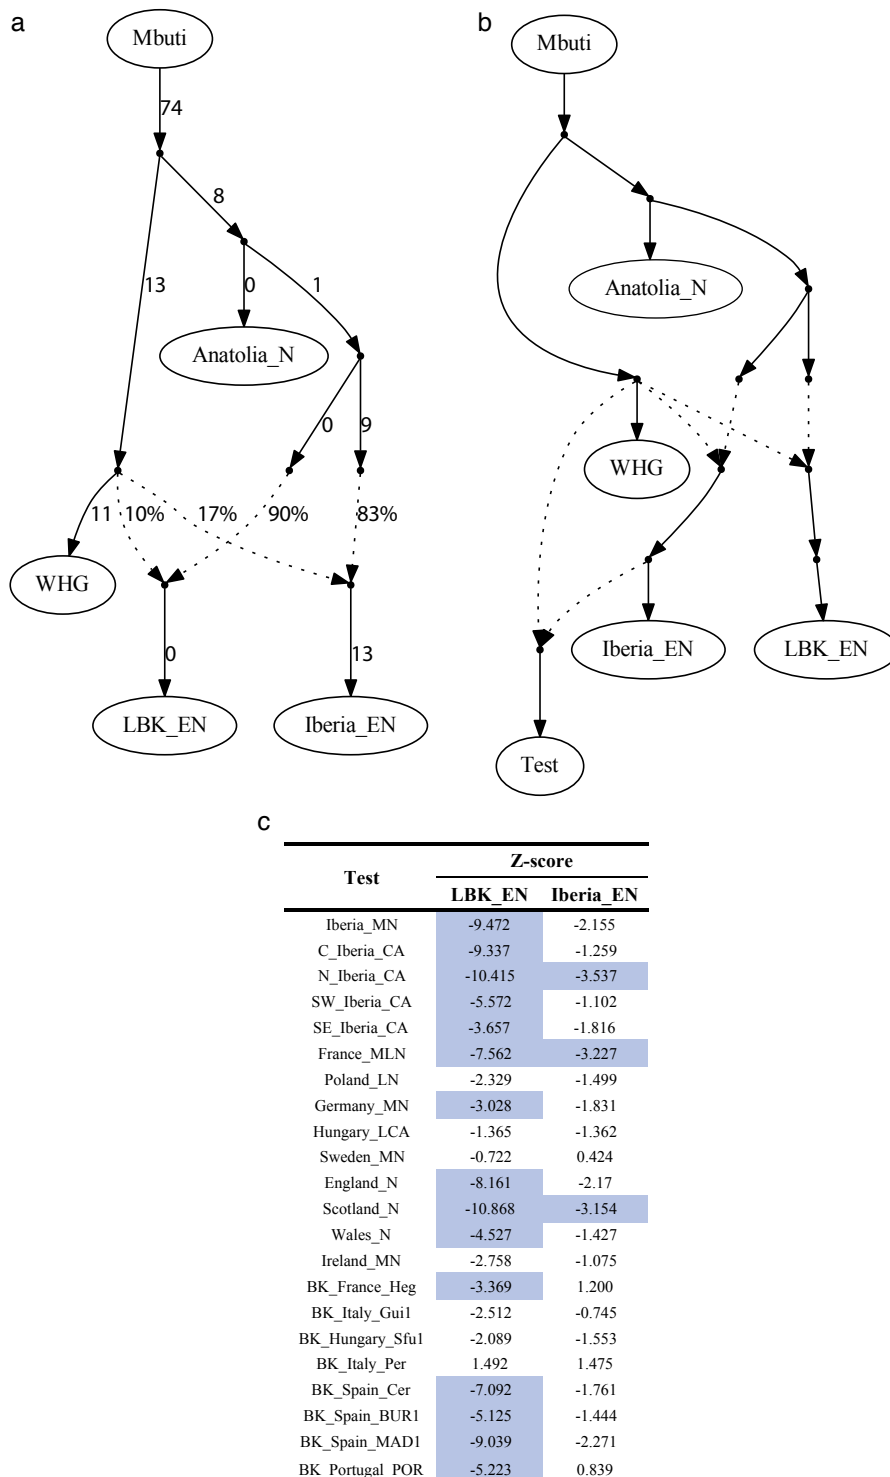 a
Mbuti
74
8
13
0
1
Anatolia_N
0
9
11
10%
17%
90%
83%
WHG
0
13
LBK_EN
Iberia_EN
b
Mbuti
Anatolia_N
WHG
Iberia_EN
LBK_EN
Test
c
Test Z-score
LBK_EN Iberia_EN
Iberia_MN -9.472 -2.155
C_Iberia_CA -9.337 -1.259
N_Iberia_CA -10.415 -3.537
SW_Iberia_CA -5.572 -1.102
SE_Iberia_CA -3.657 -1.816
France_MLN -7.562 -3.227
Poland_LN -2.329 -1.499
Germany_MN -3.028 -1.831
Hungary_LCA -1.365 -1.362
Sweden_MN -0.722 0.424
England_N -8.161 -2.17
Scotland_N -10.868 -3.154
Wales_N -4.527 -1.427
Ireland_MN -2.758 -1.075
BK_France_Heg -3.369 1.200
BK_Italy_Gui1 -2.512 -0.745
BK_Hungary_Sfu1 -2.089 -1.553
BK_Italy_Per 1.492 1.475
BK_Spain_Cer -7.092 -1.761
BK_Spain_BUR1 -5.125 -1.444
BK_Spain_MAD1 -9.039 -2.271
BK_Portugal_POR -5.223 0.839